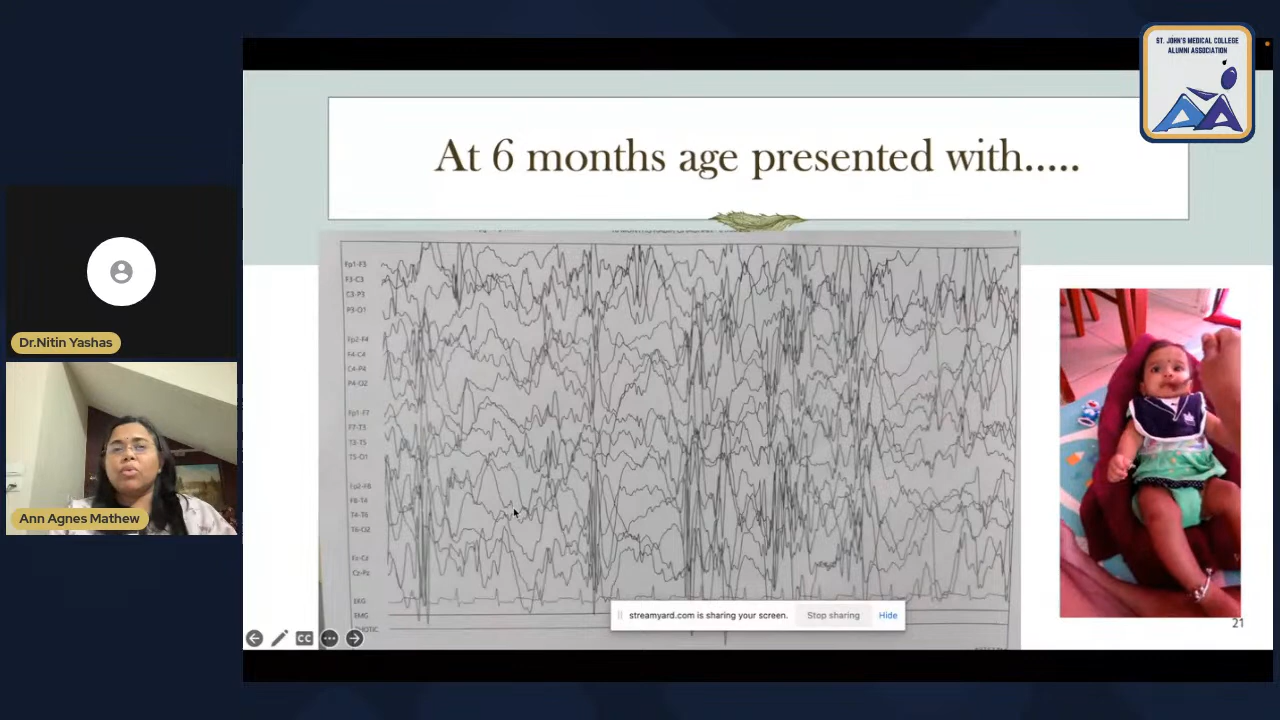 ST. JOHN'S MEDICAL COLLEGE
ALUMNI ASSOCIATION
At 6 months age presented with.....
Fp1-F3
F3-C3
C3-P3
P3-O1
Fp2-F4
F4-C4
C4-P4
P4-O2
Fp1-F7
F7-T3
T3-T5
T5-O1
Fp2-F8
F8-T4
T4-T6
T6-O2
Fz-Cz
Cz-Pz
EKG
EMG
streamyard.com is sharing your screen. Stop sharing Hide
21
CC
Dr.Nitin Yashas
Ann Agnes Mathew